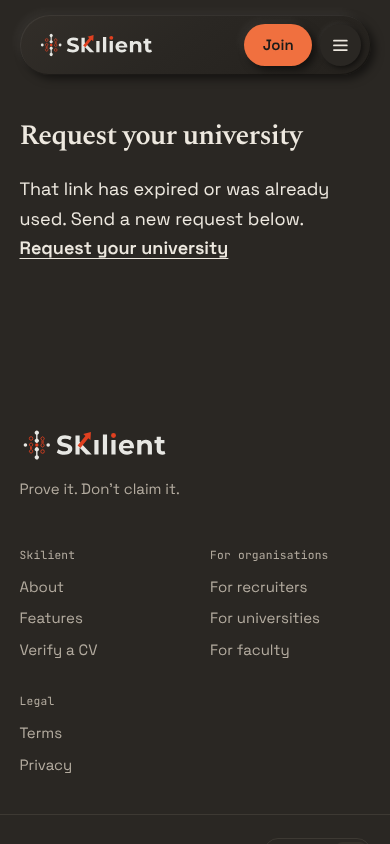 Skilient
Join
Request your university
That link has expired or was already
used. Send a new request below.
Request your university
Skilient
Prove it. Don't claim it.
Skilient
About
Features
Verify a CV
For organisations
For recruiters
For universities
For faculty
Legal
Terms
Privacy